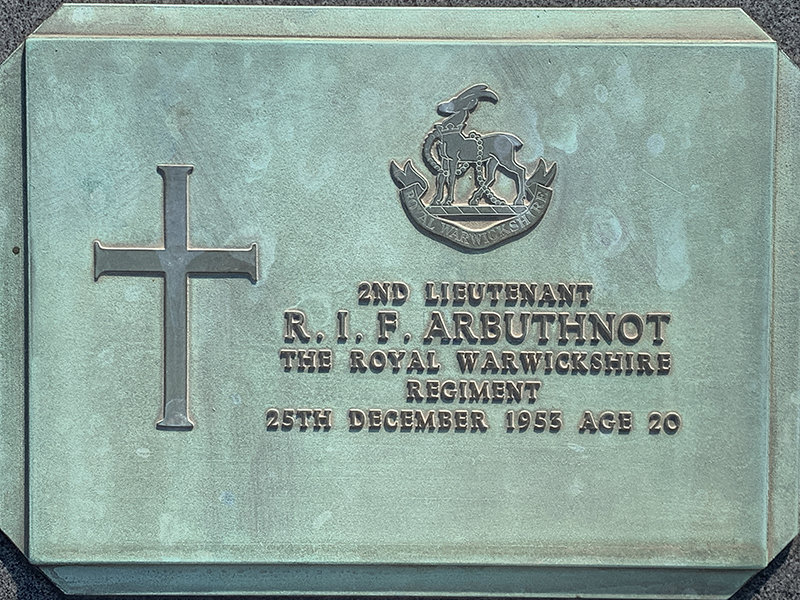 ROYAL WARWICKSHIRE
2ND LIEUTENANT
R. I. F. ARBUTHNOT
THE ROYAL WARWICKSHIRE
REGIMENT
25TH DECEMBER 1953 AGE 20